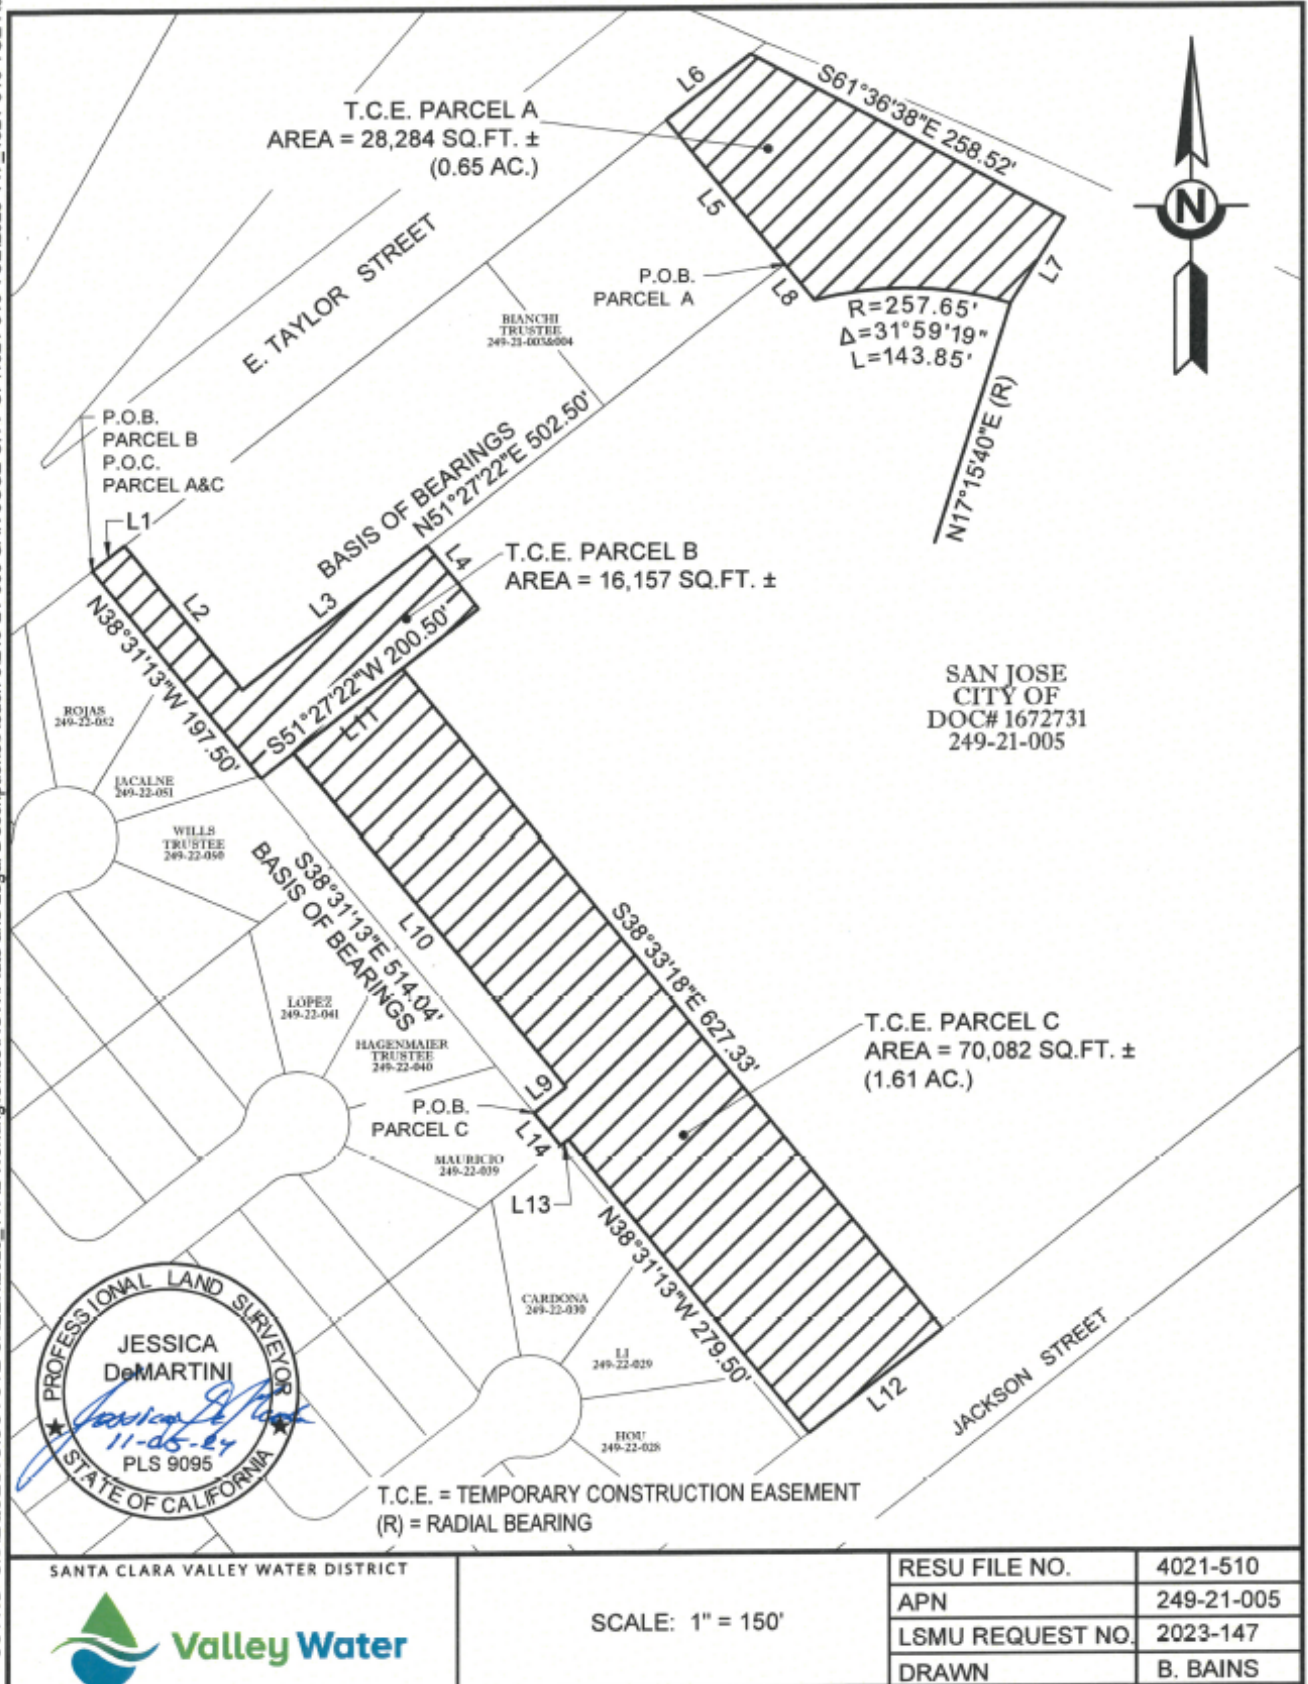 L6
S61°36'38"E 258.52'
T.C.E. PARCEL A
AREA = 28,284 SQ.FT. ±
(0.65 AC.)
N
L5
L7
E. TAYLOR STREET
P.O.B.
PARCEL A
L8
R=257.65'
Δ=31°59'19"
L=143.85'
BIANCHI
TRUSTEE
249-21-003&004
N17°15'40"E (R)
P.O.B.
PARCEL B
P.O.C.
PARCEL A&C
BASIS OF BEARINGS
N51°27'22"E 502.50'
L1
L2
L3
L4
T.C.E. PARCEL B
AREA = 16,157 SQ.FT. ±
N38°31'13"W 197.50'
S51°27'22"W 200.50'
L11
SAN JOSE
CITY OF
DOC# 1672731
249-21-005
ROJAS
249-22-052
JACALNE
249-22-051
WILLS
TRUSTEE
249-22-050
S38°31'13"E 514.04'
BASIS OF BEARINGS
L10
S38°33'18"E 627.33'
LOPEZ
249-22-041
HAGENMAIER
TRUSTEE
249-22-040
T.C.E. PARCEL C
AREA = 70,082 SQ.FT. ±
(1.61 AC.)
L9
P.O.B.
PARCEL C
L14
MAURICIO
249-22-039
L13
N38°31'13"W 279.50'
CARDONA
249-22-030
LI
249-22-029
HOU
249-22-028
L12
JACKSON STREET
PROFESSIONAL LAND SURVEYOR
JESSICA
DeMARTINI
11-05-24
PLS 9095
STATE OF CALIFORNIA
T.C.E. = TEMPORARY CONSTRUCTION EASEMENT
(R) = RADIAL BEARING
SANTA CLARA VALLEY WATER DISTRICT
Valley Water
SCALE: 1" = 150'
RESU FILE NO. 4021-510
APN 249-21-005
LSMU REQUEST NO. 2023-147
DRAWN B. BAINS